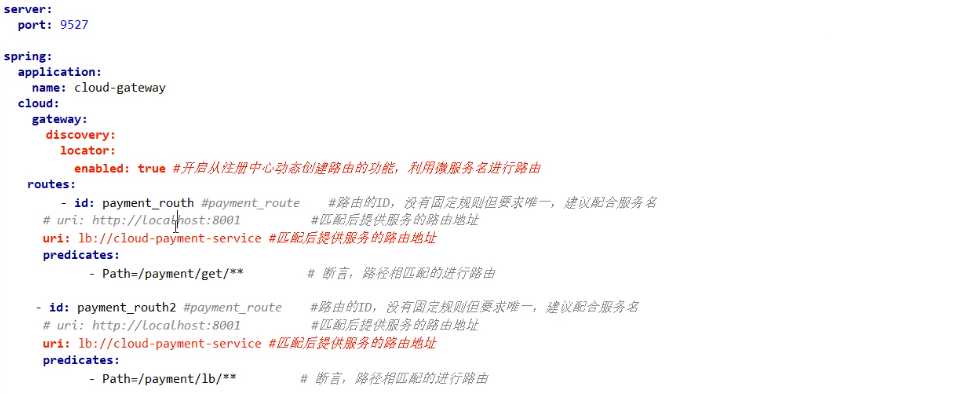 server:
  port: 9527

spring:
  application:
    name: cloud-gateway
  cloud:
    gateway:
      discovery:
        locator:
          enabled: true #开启从注册中心动态创建路由的功能，利用微服务名进行路由
   routes:
        - id: payment_routh #payment_route    #路由的ID，没有固定规则但要求唯一，建议配合服务名
     # uri: http://localhost:8001          #匹配后提供服务的路由地址
     uri: lb://cloud-payment-service #匹配后提供服务的路由地址
     predicates:
            - Path=/payment/get/**         # 断言，路径相匹配的进行路由

    - id: payment_routh2 #payment_route    #路由的ID，没有固定规则但要求唯一，建议配合服务名
     # uri: http://localhost:8001          #匹配后提供服务的路由地址
     uri: lb://cloud-payment-service #匹配后提供服务的路由地址
     predicates:
            - Path=/payment/lb/**         # 断言，路径相匹配的进行路由